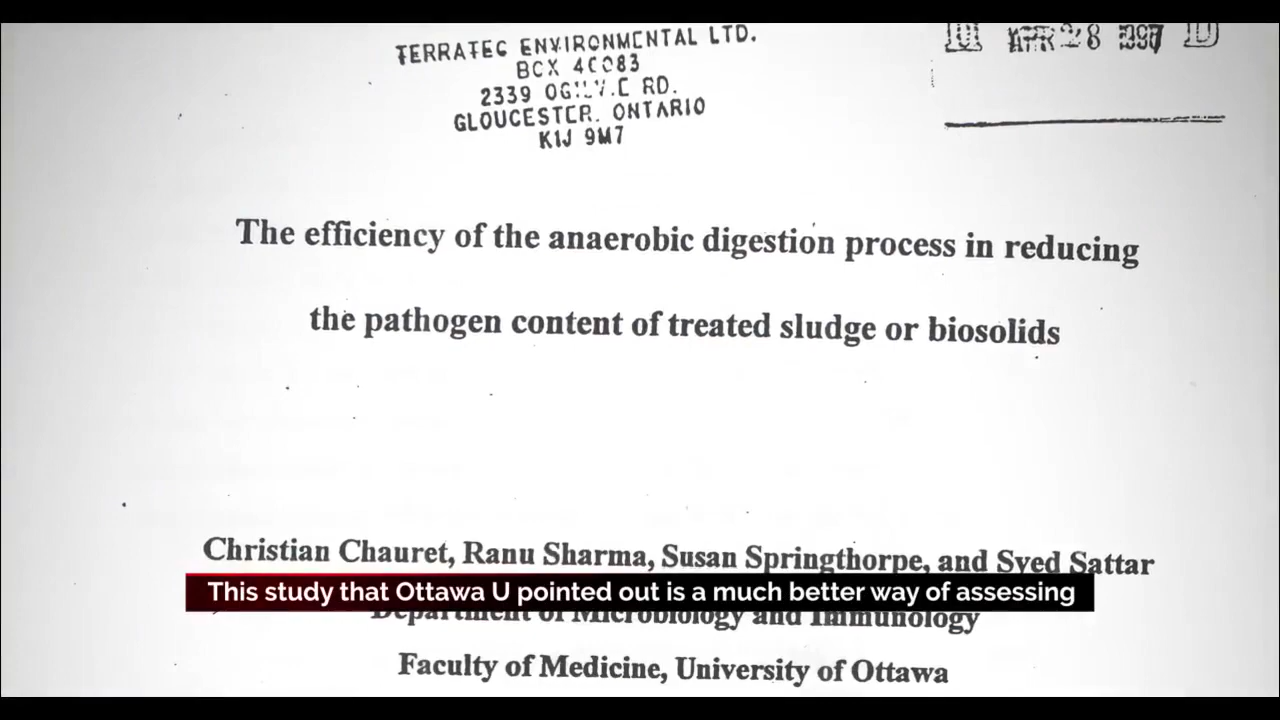 TERRATEC ENVIRONMENTAL LTD.
BOX 40083
2339 RD.
GLOUCESTER, ONTARIO
K1J 9M7
APR 28 1997
The efficiency of the anaerobic digestion process in reducing
the pathogen content of treated sludge or biosolids
Christian Chauret, Ranu Sharma, Susan Springthorpe, and Syed Sattar
This study that Ottawa U pointed out is a much better way of assessing
Department of Microbiology and Immunology
Faculty of Medicine, University of Ottawa